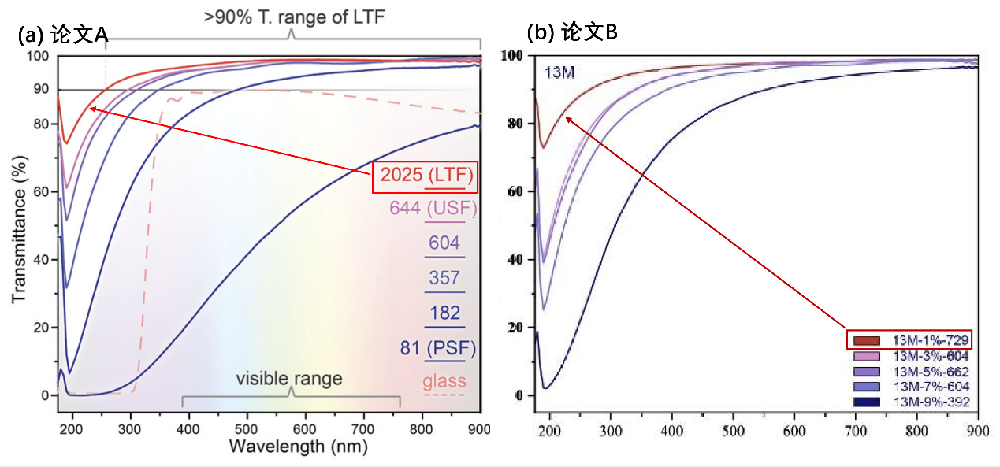 >90% T. range of LTF
(a) 论文A
100
90
80
60
40
20
0
Transmittance (%)
2025 (LTF)
644 (USF)
604
357
182
81 (PSF)
glass
visible range
200 300 400 500 600 700 800 900
Wavelength (nm)
(b) 论文B
13M
100
80
60
40
20
0
13M-1%-729
13M-3%-604
13M-5%-662
13M-7%-604
13M-9%-392
200 300 400 500 600 700 800 900